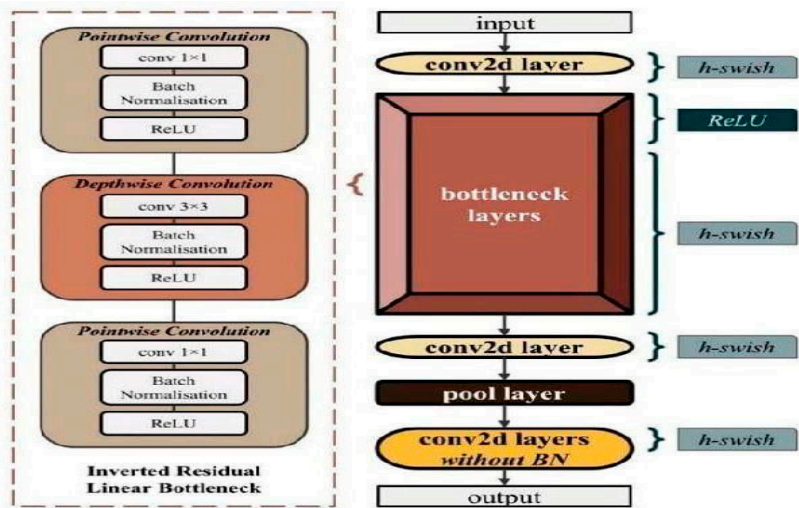 Pointwise Convolution
conv 1×1
Batch
Normalisation
ReLU
Depthwise Convolution
conv 3×3
Batch
Normalisation
ReLU
Pointwise Convolution
conv 1×1
Batch
Normalisation
ReLU
Inverted Residual
Linear Bottleneck
input
conv2d layer
h-swish
ReLU
bottleneck
layers
h-swish
conv2d layer
h-swish
pool layer
conv2d layers
without BN
h-swish
output